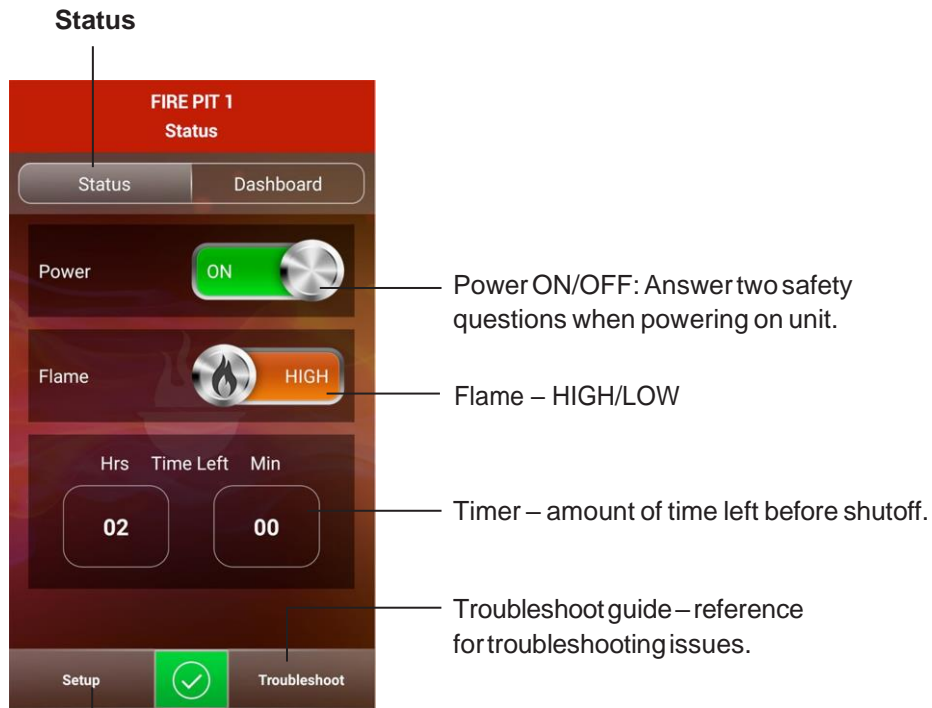 Status
FIRE PIT 1
Status
Status Dashboard
Power ON
Power ON/OFF: Answer two safety
questions when powering on unit.
Flame HIGH
Flame – HIGH/LOW
Hrs Time Left Min
02 00
Timer – amount of time left before shutoff.
Troubleshoot guide – reference
for troubleshooting issues.
Setup Troubleshoot